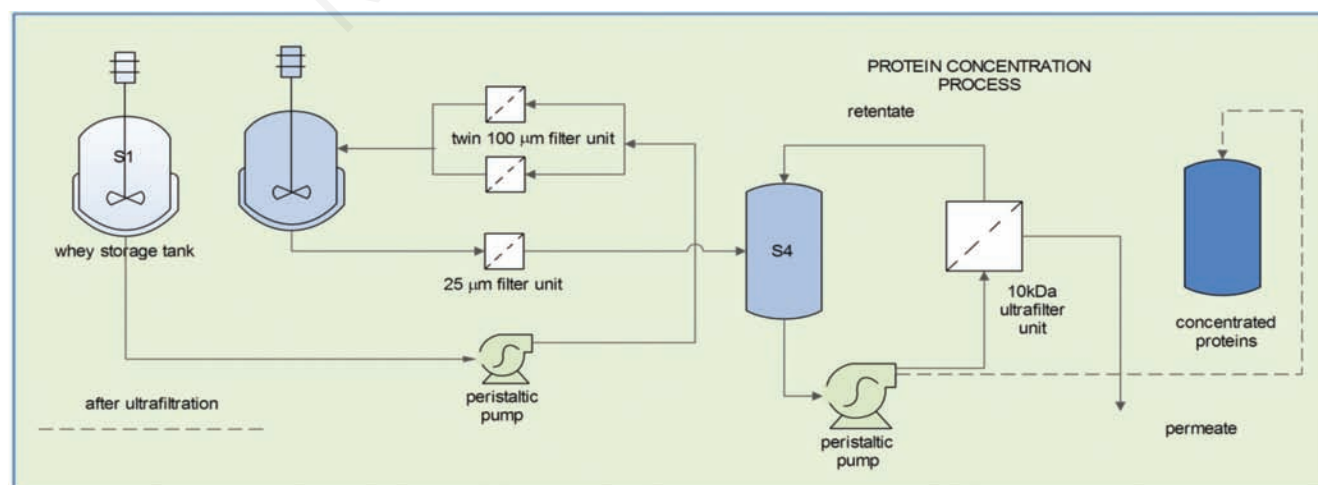 PROTEIN CONCENTRATION
PROCESS
retentate
S1
twin 100 µm filter unit
whey storage tank
S4
25 µm filter unit
10kDa
ultrafilter
unit
concentrated
proteins
after ultrafiltration
peristaltic
pump
peristaltic
pump
permeate